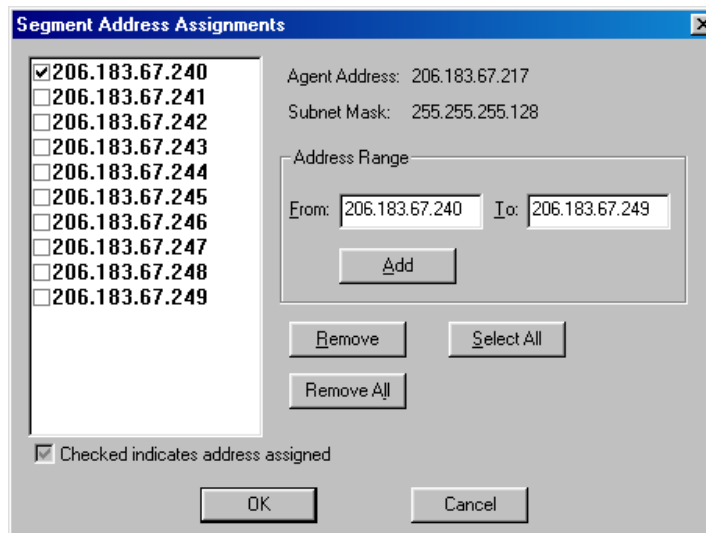 Segment Address Assignments
206.183.67.240
206.183.67.241
206.183.67.242
206.183.67.243
206.183.67.244
206.183.67.245
206.183.67.246
206.183.67.247
206.183.67.248
206.183.67.249
Agent Address: 206.183.67.217
Subnet Mask: 255.255.255.128
Address Range
From: 206.183.67.240 To: 206.183.67.249
Add
Remove Select All
Remove All
Checked indicates address assigned
OK Cancel